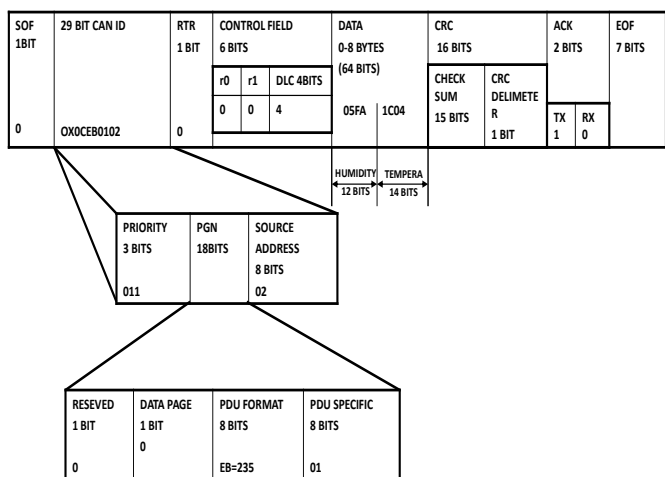 SOF
1BIT
0
29 BIT CAN ID
OX0CEB0102
RTR
1 BIT
0
CONTROL FIELD
6 BITS
r0 r1 DLC 4BITS
0 0 4
DATA
0-8 BYTES
(64 BITS)
05FA 1C04
CRC
16 BITS
CHECK
SUM
15 BITS
CRC
DELIMETE
R
1 BIT
ACK
2 BITS
TX RX
1 0
EOF
7 BITS
HUMIDITY TEMPERA
12 BITS 14 BITS
PRIORITY
3 BITS
011
PGN
18BITS
SOURCE
ADDRESS
8 BITS
02
RESEVED
1 BIT
0
DATA PAGE
1 BIT
0
PDU FORMAT
8 BITS
EB=235
PDU SPECIFIC
8 BITS
01